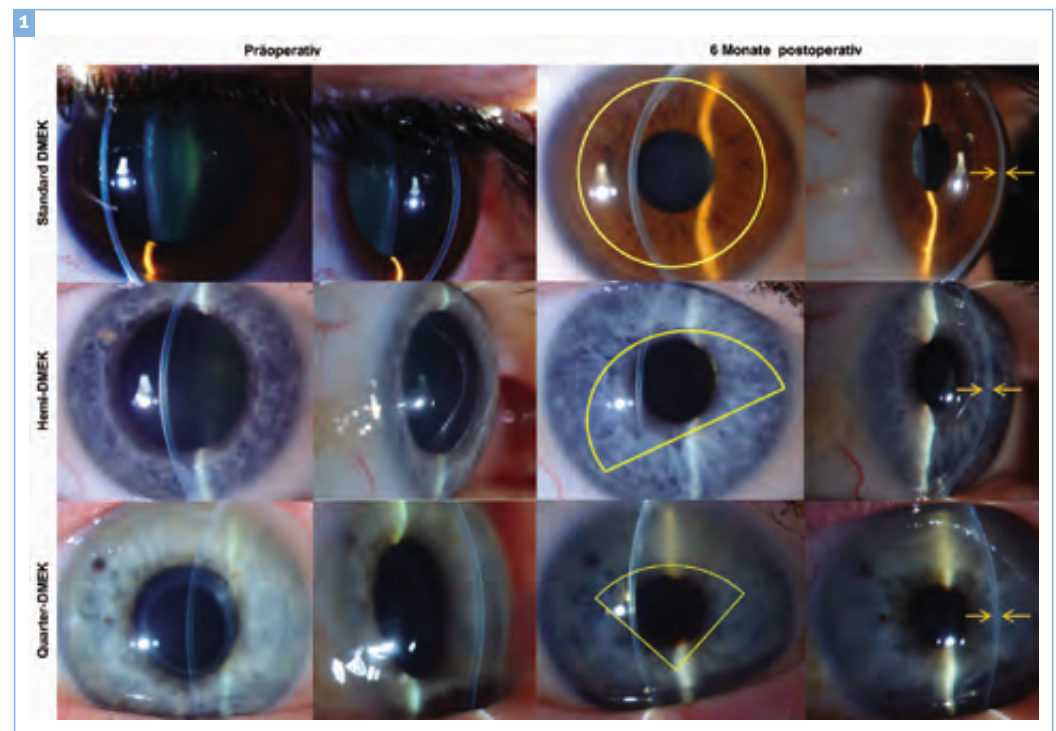 1
Präoperativ
6 Monate postoperativ
Standard DMEK
Hemi-DMEK
Quarter-DMEK